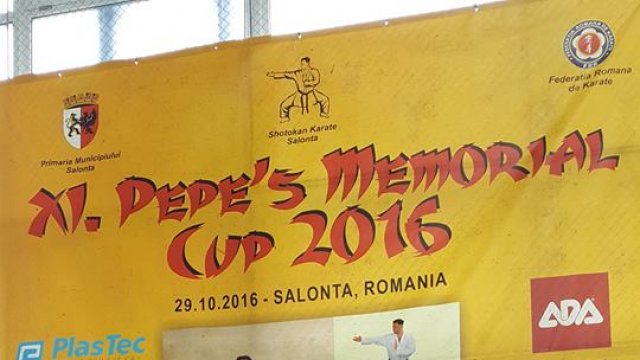 Primaria Municipiului
Salonta
Shotokan Karate
Salonta
Federatia Romana
de Karate
XI. Pepe's Memorial
Cup 2016
29.10.2016 - SALONTA, ROMANIA
PlasTec
ADA